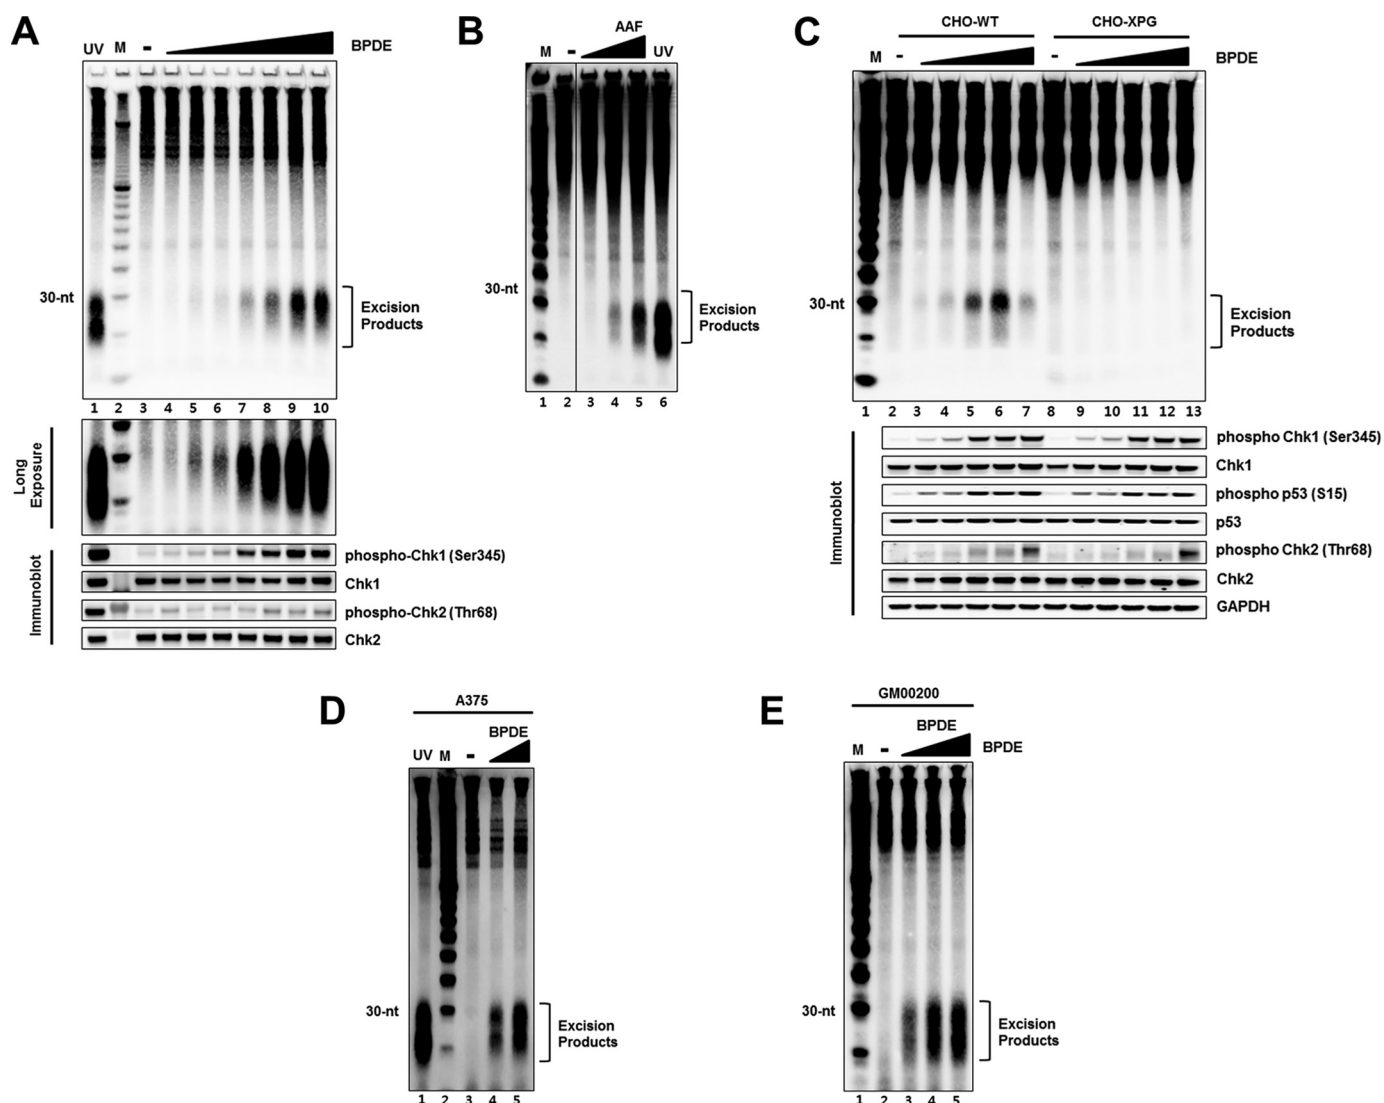 A
UV M - BPDE
30-nt
Excision
Products
1 2 3 4 5 6 7 8 9 10
Long
Exposure
Immunoblot
phospho-Chk1 (Ser345)
Chk1
phospho-Chk2 (Thr68)
Chk2
B
AAF
M - UV
30-nt
Excision
Products
1 2 3 4 5 6
C
CHO-WT CHO-XPG
M - - BPDE
30-nt
Excision
Products
1 2 3 4 5 6 7 8 9 10 11 12 13
Immunoblot
phospho Chk1 (Ser345)
Chk1
phospho p53 (S15)
p53
phospho Chk2 (Thr68)
Chk2
GAPDH
D
A375
BPDE
UV M -
30-nt
Excision
Products
1 2 3 4 5
E
GM00200
BPDE
M - BPDE
30-nt
Excision
Products
1 2 3 4 5